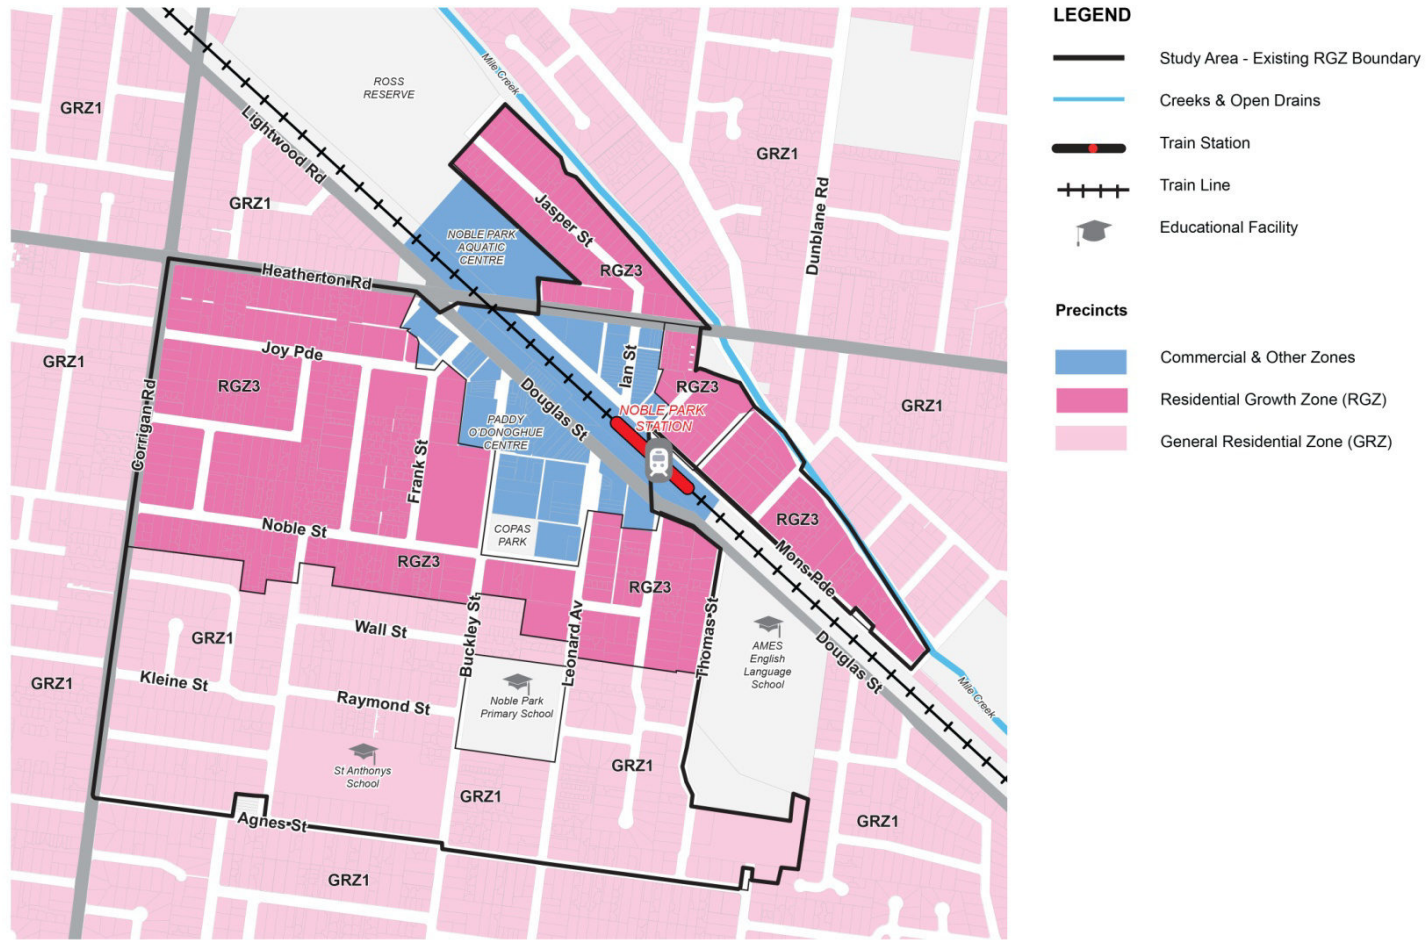 LEGEND
Study Area - Existing RGZ Boundary
Creeks & Open Drains
Train Station
Train Line
Educational Facility
Precincts
Commercial & Other Zones
Residential Growth Zone (RGZ)
General Residential Zone (GRZ)
ROSS
RESERVE
Mile Creek
GRZ1
Lightwood Rd
GRZ1
GRZ1
Dunblane Rd
Jasper St
NOBLE PARK
AQUATIC
CENTRE
RGZ3
Heatherton Rd
Joy Pde
GRZ1
RGZ3
Corrigan Rd
Ian St
RGZ3
GRZ1
Douglas St
NOBLE PARK
STATION
PADDY
O'DONOGHUE
CENTRE
Frank St
Noble St
COPAS
PARK
RGZ3
RGZ3
RGZ3
Mons Pde
Wall St
Buckley St
Leonard Av
Thomas St
GRZ1
AMES
English
Language
School
Douglas St
Mile Creek
GRZ1
Kleine St
Raymond St
Noble Park
Primary School
St Anthonys
School
GRZ1
GRZ1
Agnes St
GRZ1
GRZ1